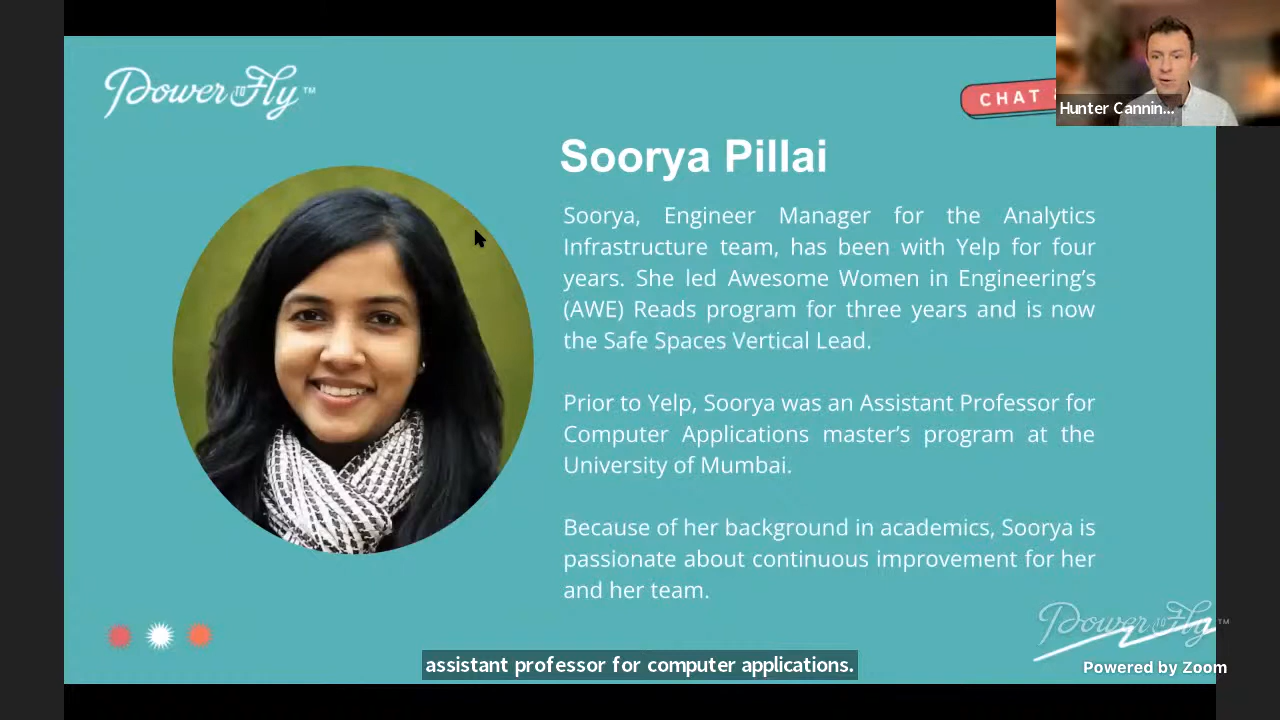 Power TO Fly™
CHAT
Hunter Cannin...
Soorya Pillai
Soorya, Engineer Manager for the Analytics
Infrastructure team, has been with Yelp for four
years. She led Awesome Women in Engineering's
(AWE) Reads program for three years and is now
the Safe Spaces Vertical Lead.
Prior to Yelp, Soorya was an Assistant Professor for
Computer Applications master's program at the
University of Mumbai.
Because of her background in academics, Soorya is
passionate about continuous improvement for her
and her team.
Power TO Fly™
Powered by Zoom
assistant professor for computer applications.